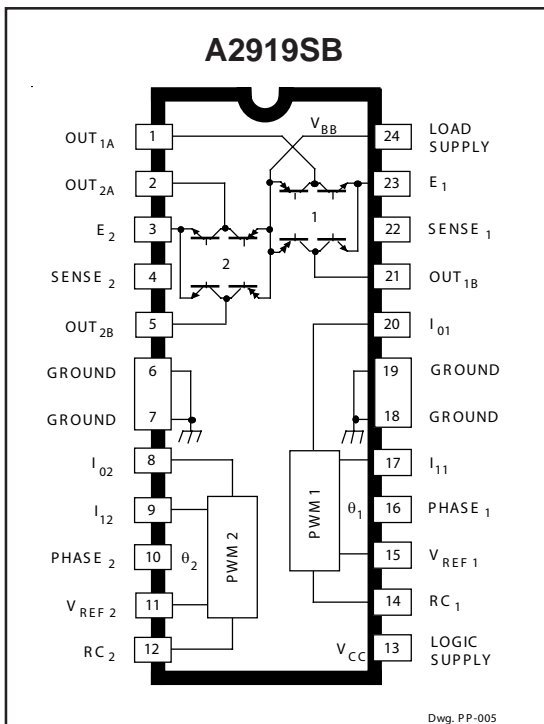 A2919SB
OUT1A 1
OUT2A 2
E2 3
SENSE2 4
OUT2B 5
GROUND 6
GROUND 7
I02 8
I12 9
PHASE2 10
VREF2 11
RC2 12
VBB
1
2
θ2
PWM 2
PWM 1
θ1
VCC
24 LOAD
SUPPLY
23 E1
22 SENSE1
21 OUT1B
20 I01
19 GROUND
18 GROUND
17 I11
16 PHASE1
15 VREF1
14 RC1
13 LOGIC
SUPPLY
Dwg. PP-005